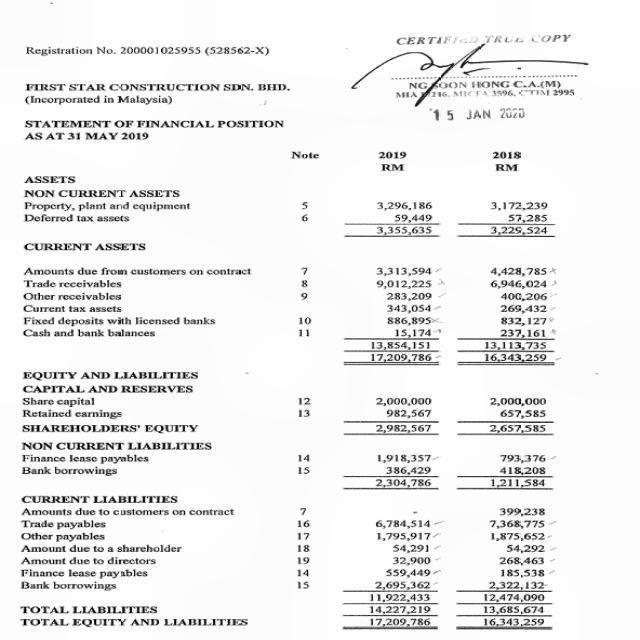 CERTIFIED TRUE COPY
Registration No. 200001025955 (528562-X)
NG SOON HONG C.A.(M)
FIRST STAR CONSTRUCTION SDN. BHD.
(Incorporated in Malaysia)
15 JAN 2020
STATEMENT OF FINANCIAL POSITION
AS AT 31 MAY 2019
Note 2019 2018
RM RM
ASSETS
NON CURRENT ASSETS
Property, plant and equipment 5 3,296,186 3,172,239
Deferred tax assets 6 59,449 57,285
3,355,635 3,229,524
CURRENT ASSETS
Amounts due from customers on contract 7 3,313,594 4,428,785
Trade receivables 8 9,012,225 6,946,024
Other receivables 9 283,209 400,206
Current tax assets 343,054 269,432
Fixed deposits with licensed banks 10 886,895 832,127
Cash and bank balances 11 15,174 237,161
13,854,151 13,113,735
17,209,786 16,343,259
EQUITY AND LIABILITIES
CAPITAL AND RESERVES
Share capital 12 2,000,000 2,000,000
Retained earnings 13 982,567 657,585
SHAREHOLDERS' EQUITY 2,982,567 2,657,585
NON CURRENT LIABILITIES
Finance lease payables 14 1,918,357 793,376
Bank borrowings 15 386,429 418,208
2,304,786 1,211,584
CURRENT LIABILITIES
Amounts due to customers on contract 7 - 399,238
Trade payables 16 6,784,514 7,368,775
Other payables 17 1,795,917 1,875,652
Amount due to a shareholder 18 54,291 54,292
Amount due to directors 19 32,900 268,463
Finance lease payables 14 559,449 185,538
Bank borrowings 15 2,695,362 2,322,132
11,922,433 12,474,090
TOTAL LIABILITIES 14,227,219 13,685,674
TOTAL EQUITY AND LIABILITIES 17,209,786 16,343,259